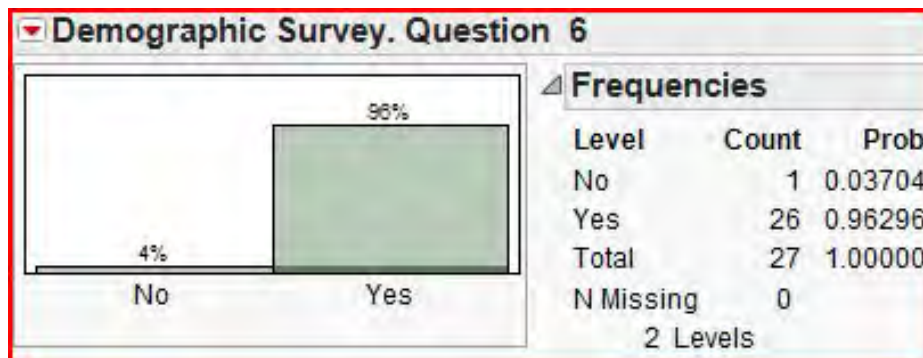 Demographic Survey. Question 6
96%
4%
No Yes
Frequencies
Level Count Prob
No 1 0.03704
Yes 26 0.96296
Total 27 1.00000
N Missing 0
2 Levels